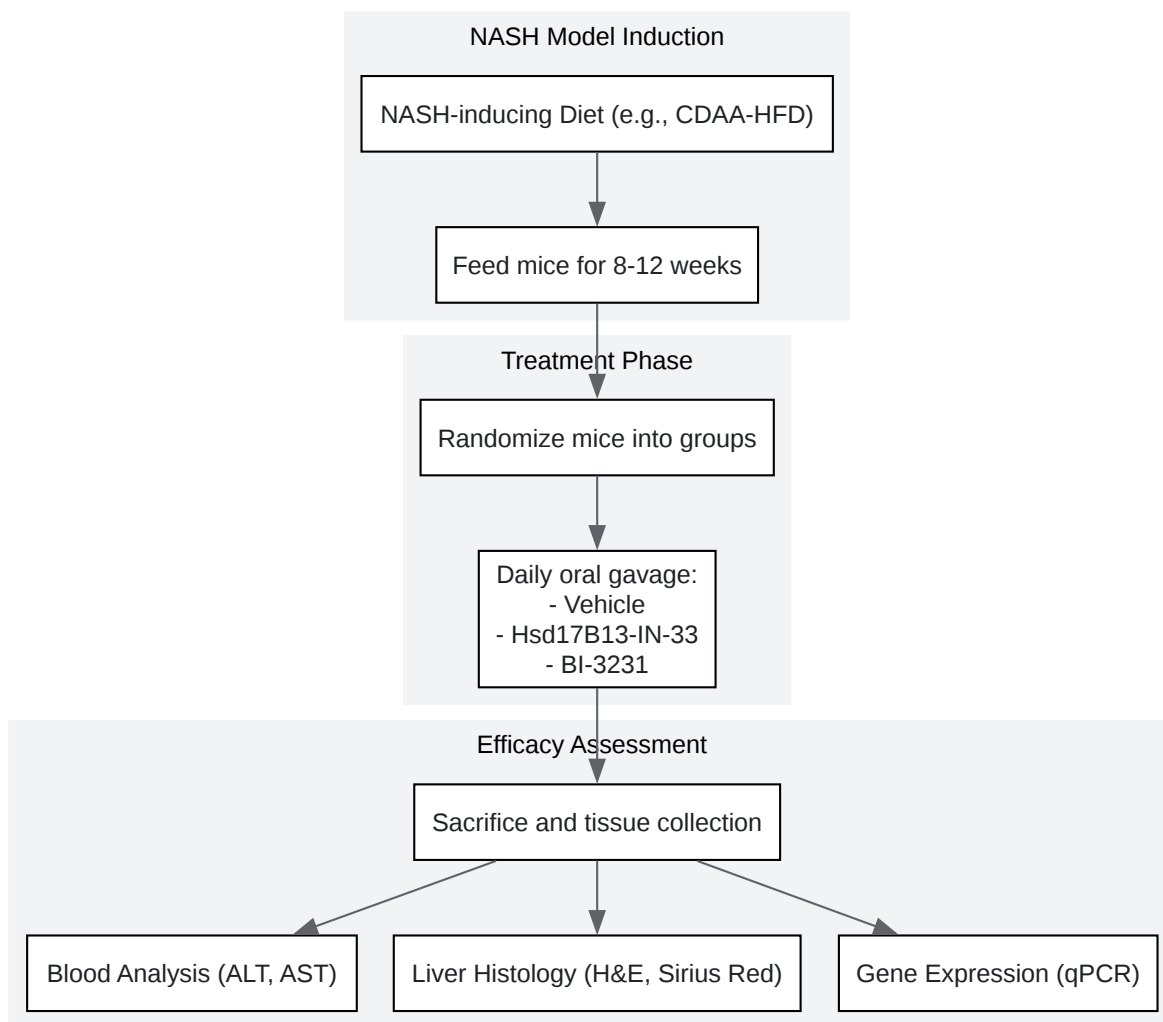 NASH Model Induction
NASH-inducing Diet (e.g., CDAA-HFD)
Feed mice for 8-12 weeks
Treatment Phase
Randomize mice into groups
Daily oral gavage:
- Vehicle
- Hsd17B13-IN-33
- BI-3231
Efficacy Assessment
Sacrifice and tissue collection
Blood Analysis (ALT, AST)
Liver Histology (H&E, Sirius Red)
Gene Expression (qPCR)